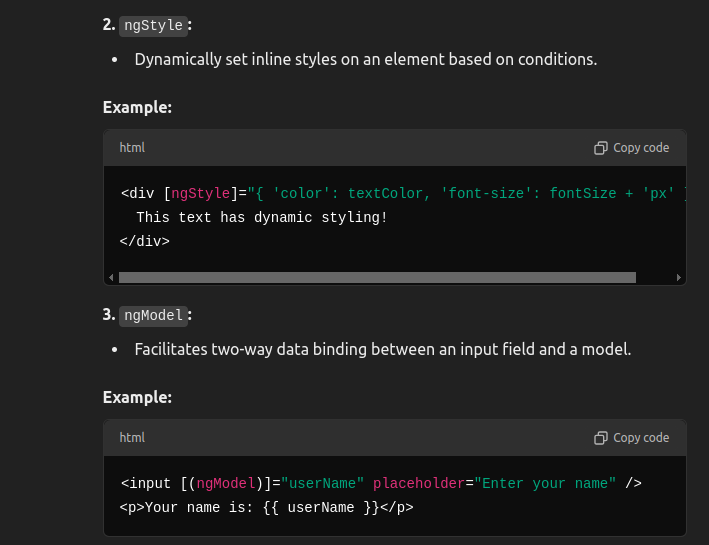 2. ngStyle:
• Dynamically set inline styles on an element based on conditions.
Example:
html
Copy code
<div [ngStyle]="{ 'color': textColor, 'font-size': fontSize + 'px' }
This text has dynamic styling!
</div>
3. ngModel:
• Facilitates two-way data binding between an input field and a model.
Example:
html
Copy code
<input [(ngModel)]="userName" placeholder="Enter your name" />
<p>Your name is: {{ userName }}</p>